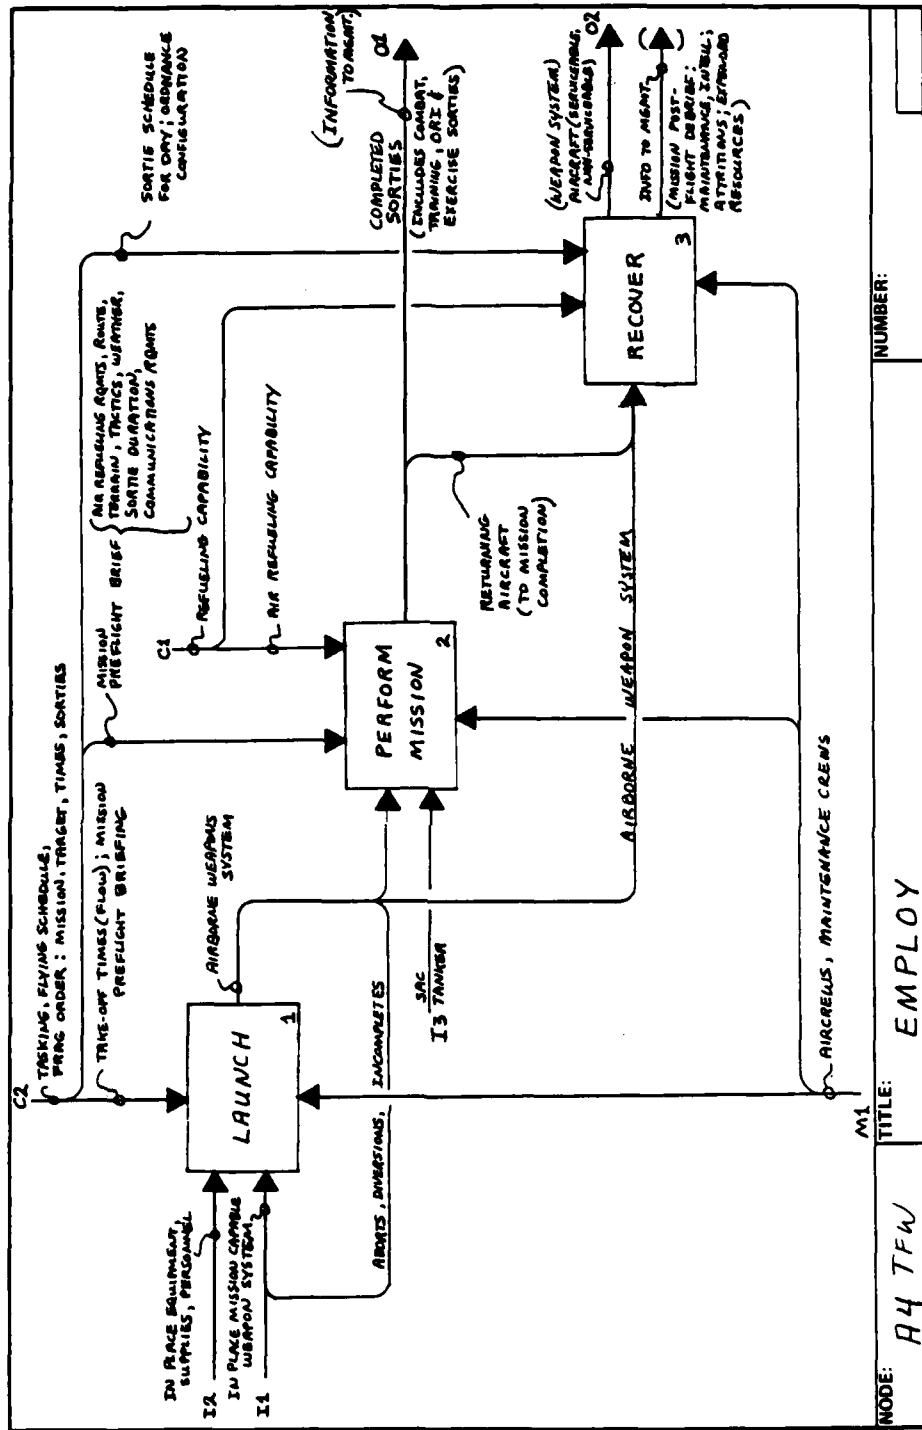 C2
TASKING, FLYING SCHEDULE,
FRAG ORDER : MISSION, TARGET, TIMES, SORTIES
TAKE-OFF TIMES (FLOW) ; MISSION
PREFLIGHT BRIEFING
MISSION
PREFLIGHT BRIEF
AIR REFUELING RQMTS, ROUTE,
TERRAIN, TACTICS, WEATHER,
SORTIE DURATION,
COMMUNICATIONS RQMTS
SORTIE SCHEDULE
FOR DAY; ORDNANCE
CONFIGURATION
C1
REFUELING CAPABILITY
AIR REFUELING CAPABILITY
(INFORMATION
TO MGMT.)
O1
COMPLETED
SORTIES
(INCLUDES COMBAT,
TRAINING, ORI &
EXERCISE SORTIES)
IN PLACE EQUIPMENT,
SUPPLIES, PERSONNEL
I2
IN PLACE MISSION CAPABLE
WEAPON SYSTEM
I1
LAUNCH
1
AIRBORNE WEAPONS
SYSTEM
ABORTS, DIVERSIONS, INCOMPLETES
SAC
I3 TANKER
PERFORM
MISSION
2
RETURNING
AIRCRAFT
(TO MISSION
COMPLETION)
AIRBORNE WEAPON SYSTEM
RECOVER
3
(WEAPON SYSTEM)
AIRCRAFT (SERVICEABLE,
NON-SERVICEABLE)
O2
INFO TO MGMT
(MISSION POST-
FLIGHT DEBRIEF;
MAINTENANCE, INTELL;
ATTRITIONS; EXPENDED
RESOURCES)
( )
AIRCREWS, MAINTENANCE CREWS
M1
NODE: A4 TFW
TITLE: EMPLOY
NUMBER: